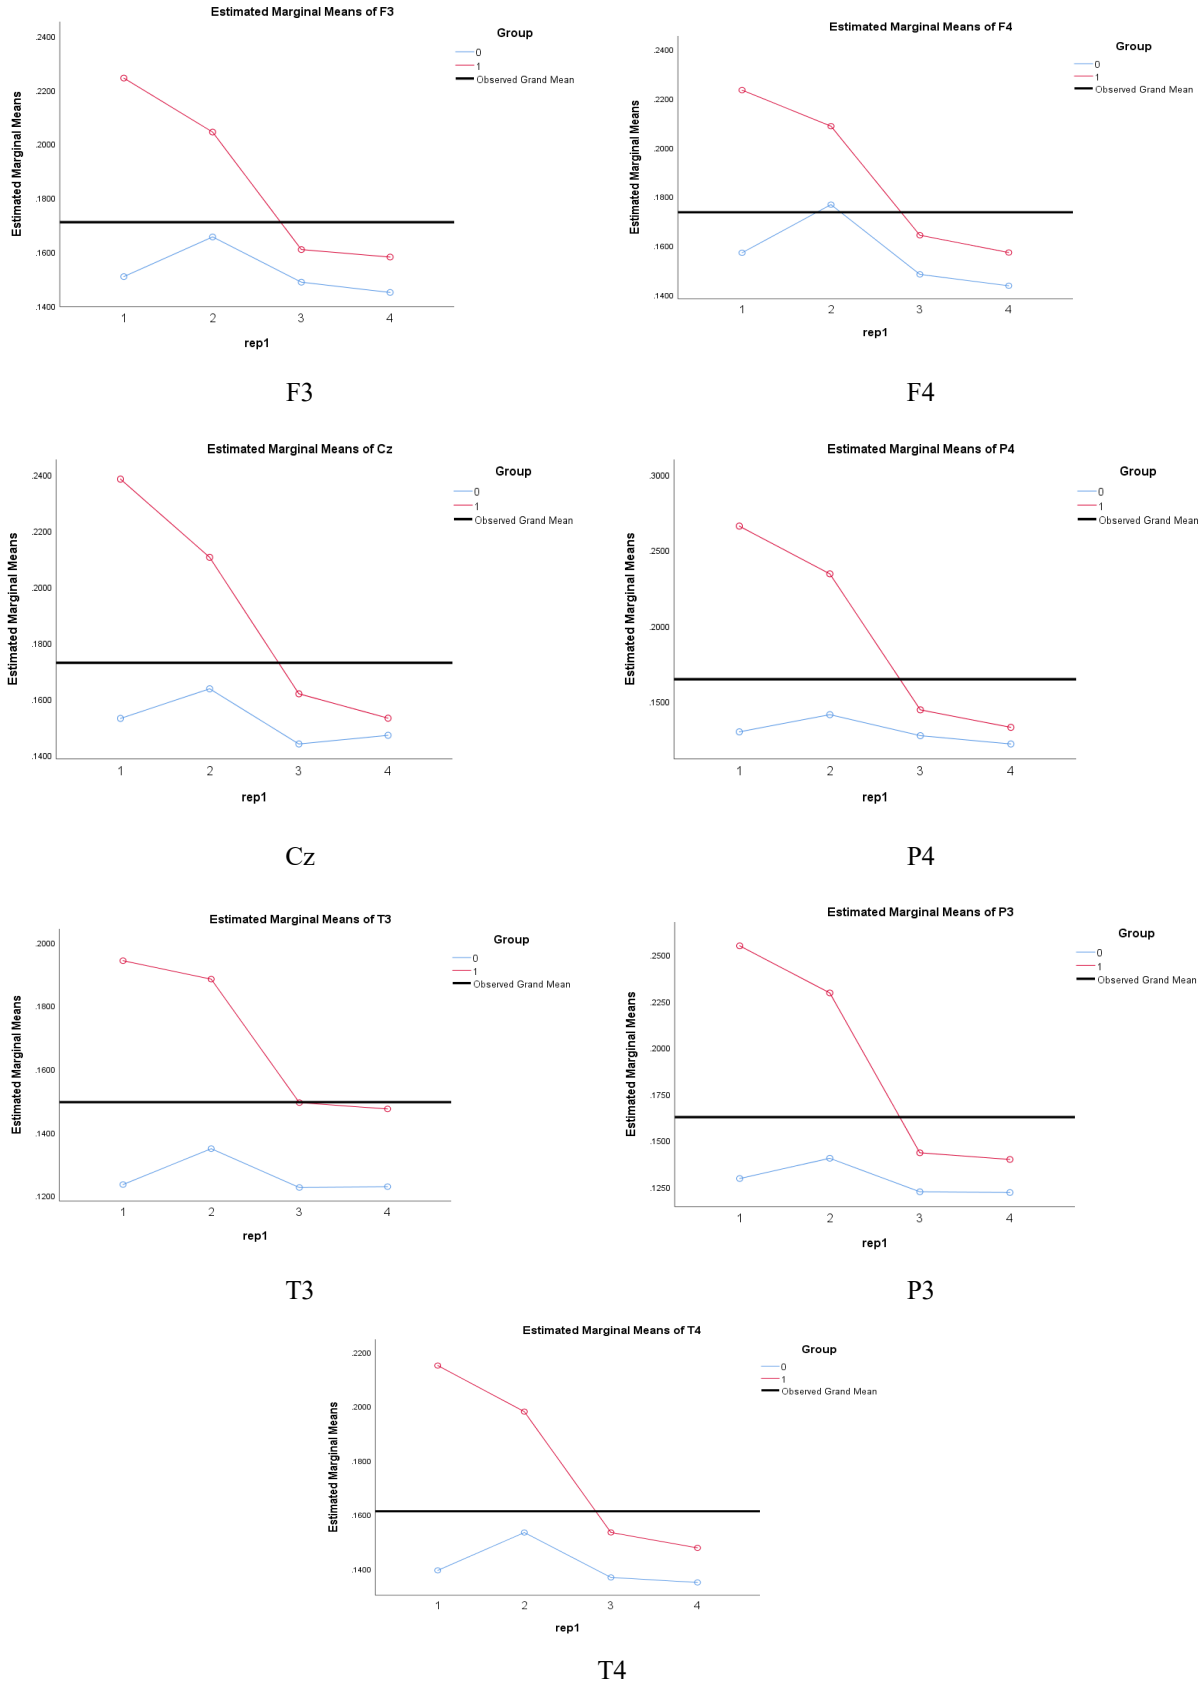 Estimated Marginal Means of F3
Group
0
1
Observed Grand Mean
Estimated Marginal Means
.2400
.2200
.2000
.1800
.1600
.1400
1 2 3 4
rep1
F3
Estimated Marginal Means of F4
Group
0
1
Observed Grand Mean
Estimated Marginal Means
.2400
.2200
.2000
.1800
.1600
.1400
1 2 3 4
rep1
F4
Estimated Marginal Means of Cz
Group
0
1
Observed Grand Mean
Estimated Marginal Means
.2400
.2200
.2000
.1800
.1600
.1400
1 2 3 4
rep1
Cz
Estimated Marginal Means of P4
Group
0
1
Observed Grand Mean
Estimated Marginal Means
.3000
.2500
.2000
.1500
1 2 3 4
rep1
P4
Estimated Marginal Means of T3
Group
0
1
Observed Grand Mean
Estimated Marginal Means
.2000
.1800
.1600
.1400
.1200
1 2 3 4
rep1
T3
Estimated Marginal Means of P3
Group
0
1
Observed Grand Mean
Estimated Marginal Means
.2500
.2250
.2000
.1750
.1500
.1250
1 2 3 4
rep1
P3
Estimated Marginal Means of T4
Group
0
1
Observed Grand Mean
Estimated Marginal Means
.2200
.2000
.1800
.1600
.1400
1 2 3 4
rep1
T4